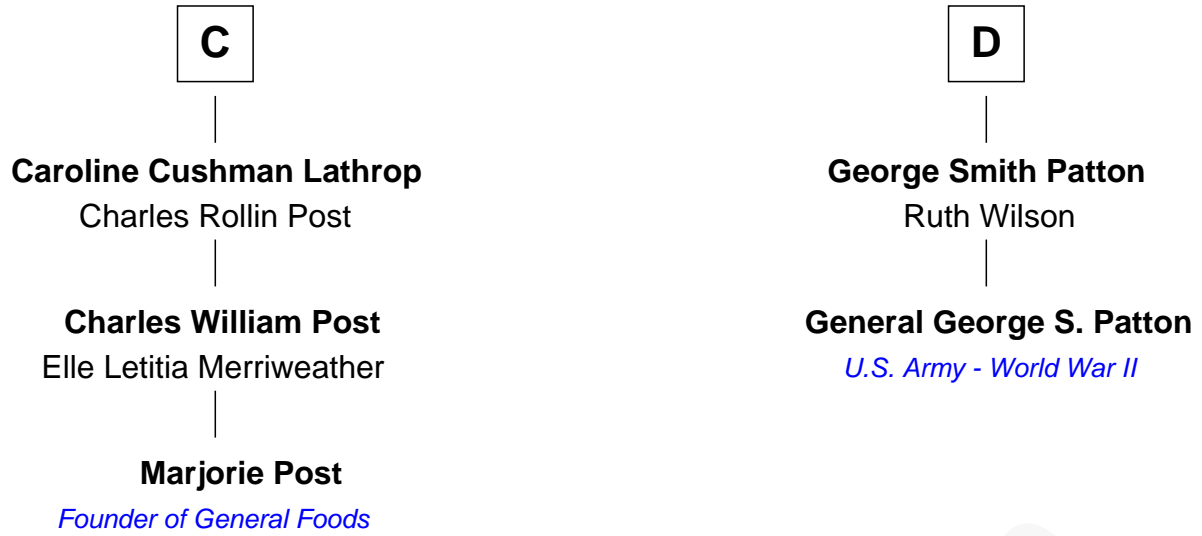 C
Caroline Cushman Lathrop
Charles Rollin Post
Charles William Post
Elle Letitia Merriweather
Marjorie Post
Founder of General Foods
D
George Smith Patton
Ruth Wilson
General George S. Patton
U.S. Army - World War II